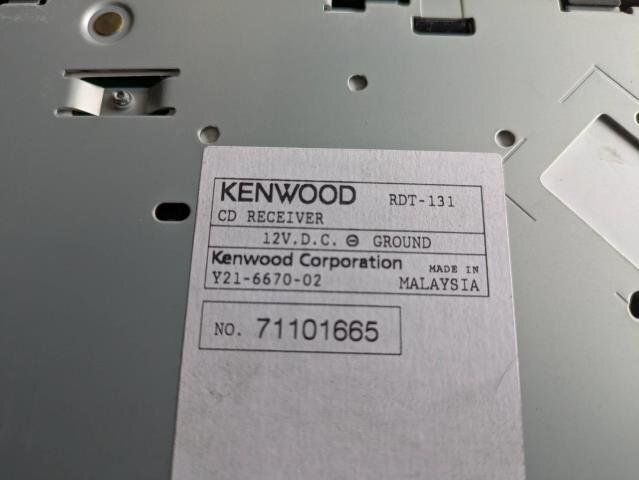 KENWOOD RDT-131
CD RECEIVER
12V.D.C. ⊖ GROUND
Kenwood Corporation MADE IN
Y21-6670-02 MALAYSIA
NO. 71101665